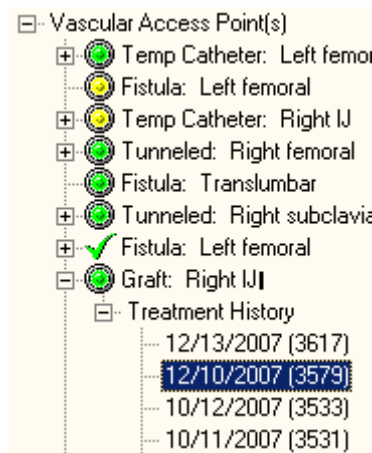 Vascular Access Point(s)
Temp Catheter: Left femor
Fistula: Left femoral
Temp Catheter: Right IJ
Tunneled: Right femoral
Fistula: Translumbar
Tunneled: Right subclavia
Fistula: Left femoral
Graft: Right IJ
Treatment History
12/13/2007 (3617)
12/10/2007 (3579)
10/12/2007 (3533)
10/11/2007 (3531)